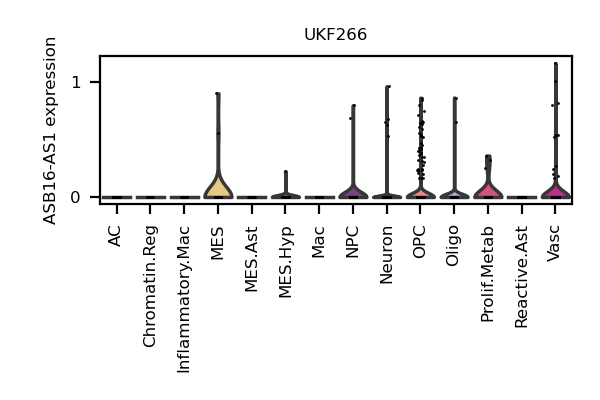 UKF266
ASB16-AS1 expression
1
0
AC
Chromatin.Reg
Inflammatory.Mac
MES
MES.Ast
MES.Hyp
Mac
NPC
Neuron
OPC
Oligo
Prolif.Metab
Reactive.Ast
Vasc